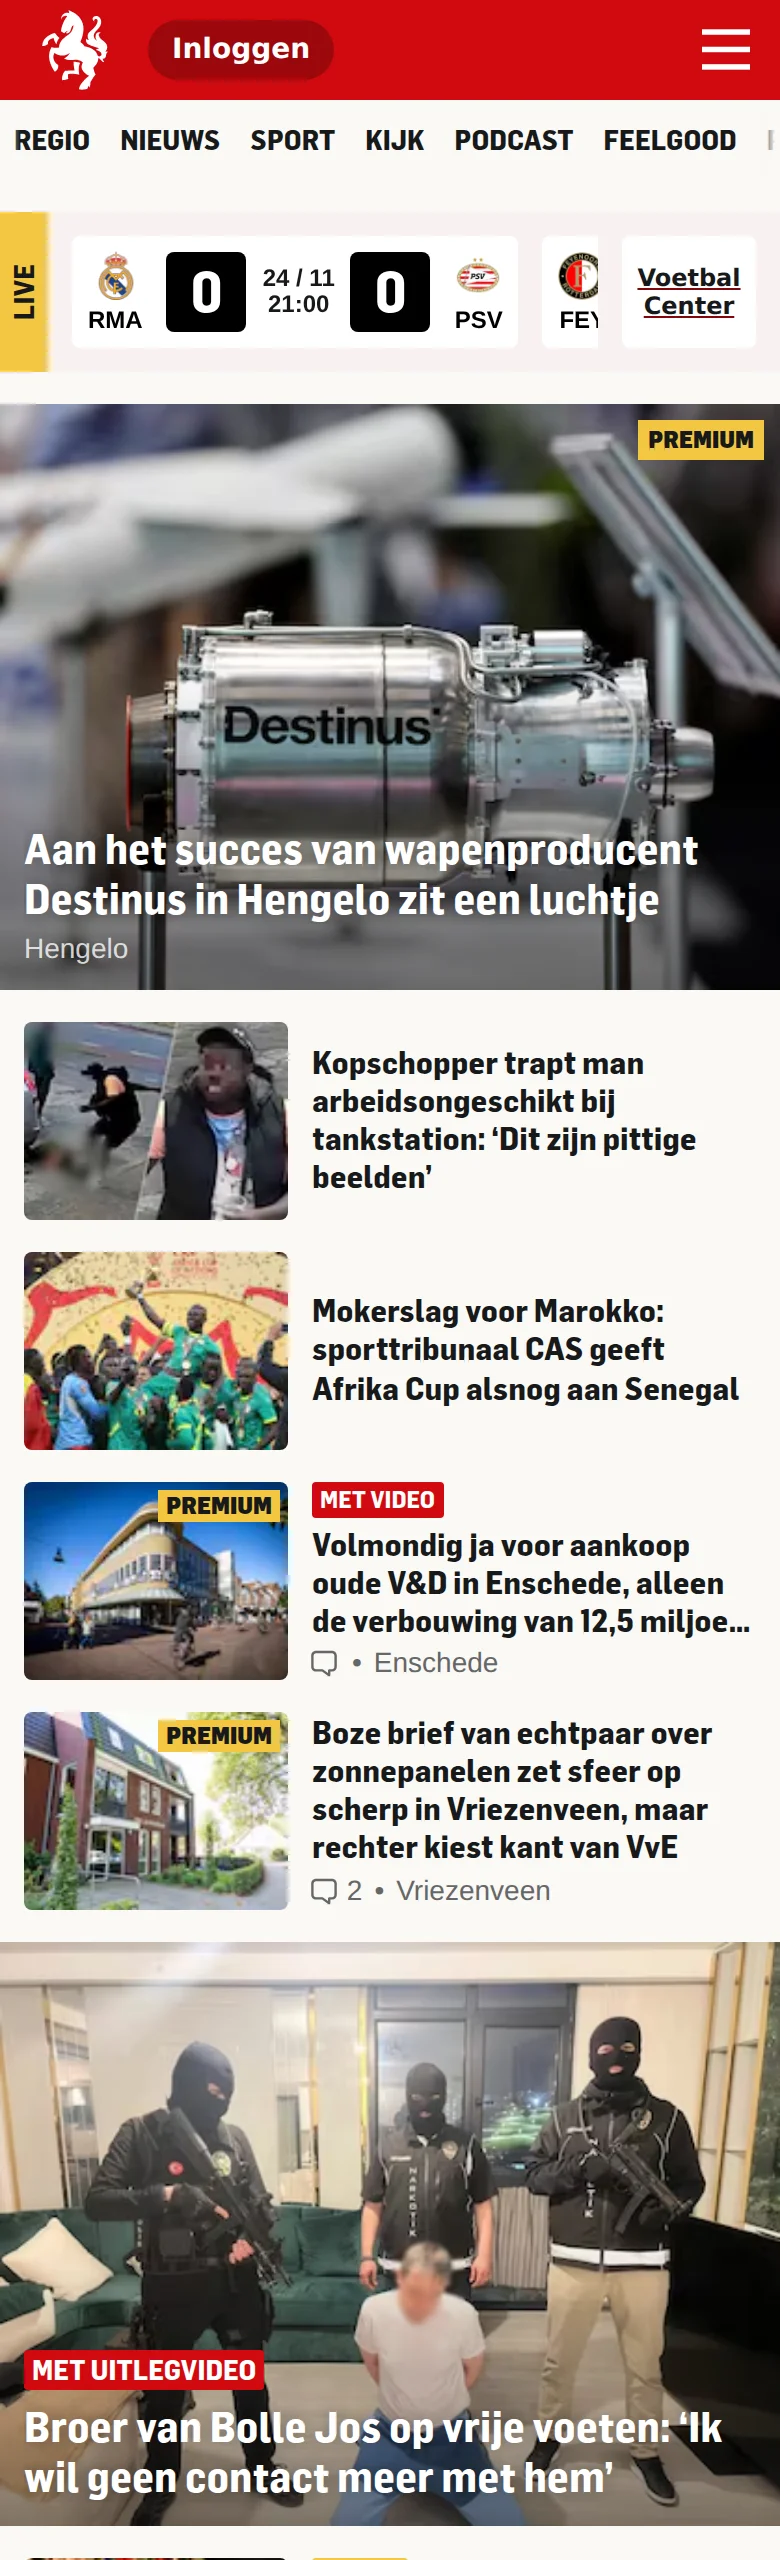 Inloggen
REGIO NIEUWS SPORT KIJK PODCAST FEELGOOD
LIVE
RMA
0
24 / 11
21:00
0
PSV
PSV
FEY
Voetbal
Center
PREMIUM
Destinus
Aan het succes van wapenproducent
Destinus in Hengelo zit een luchtje
Hengelo
Kopschopper trapt man
arbeidsongeschikt bij
tankstation: ‘Dit zijn pittige
beelden’
Mokerslag voor Marokko:
sporttribunaal CAS geeft
Afrika Cup alsnog aan Senegal
PREMIUM
MET VIDEO
Volmondig ja voor aankoop
oude V&D in Enschede, alleen
de verbouwing van 12,5 miljoe...
• Enschede
PREMIUM
Boze brief van echtpaar over
zonnepanelen zet sfeer op
scherp in Vriezenveen, maar
rechter kiest kant van VvE
2 • Vriezenveen
NARKOTİK
MET UITLEGVIDEO
Broer van Bolle Jos op vrije voeten: ‘Ik
wil geen contact meer met hem’